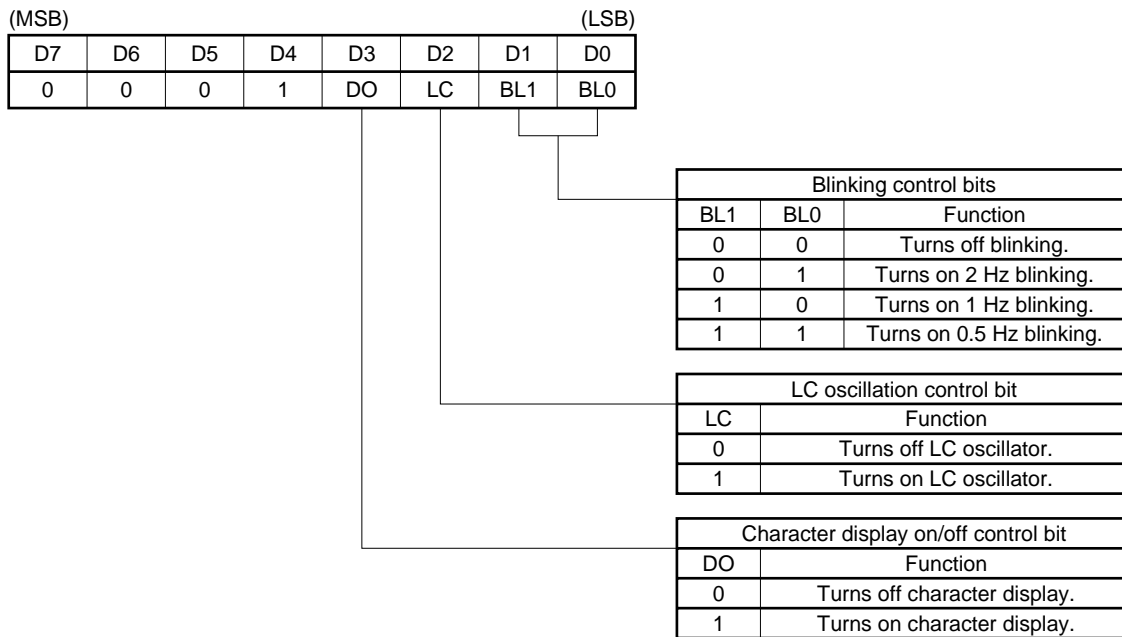 (MSB) (LSB)
D7 D6 D5 D4 D3 D2 D1 D0
0 0 0 1 DO LC BL1 BL0
Blinking control bits
BL1 BL0 Function
0 0 Turns off blinking.
0 1 Turns on 2 Hz blinking.
1 0 Turns on 1 Hz blinking.
1 1 Turns on 0.5 Hz blinking.
LC oscillation control bit
LC Function
0 Turns off LC oscillator.
1 Turns on LC oscillator.
Character display on/off control bit
DO Function
0 Turns off character display.
1 Turns on character display.